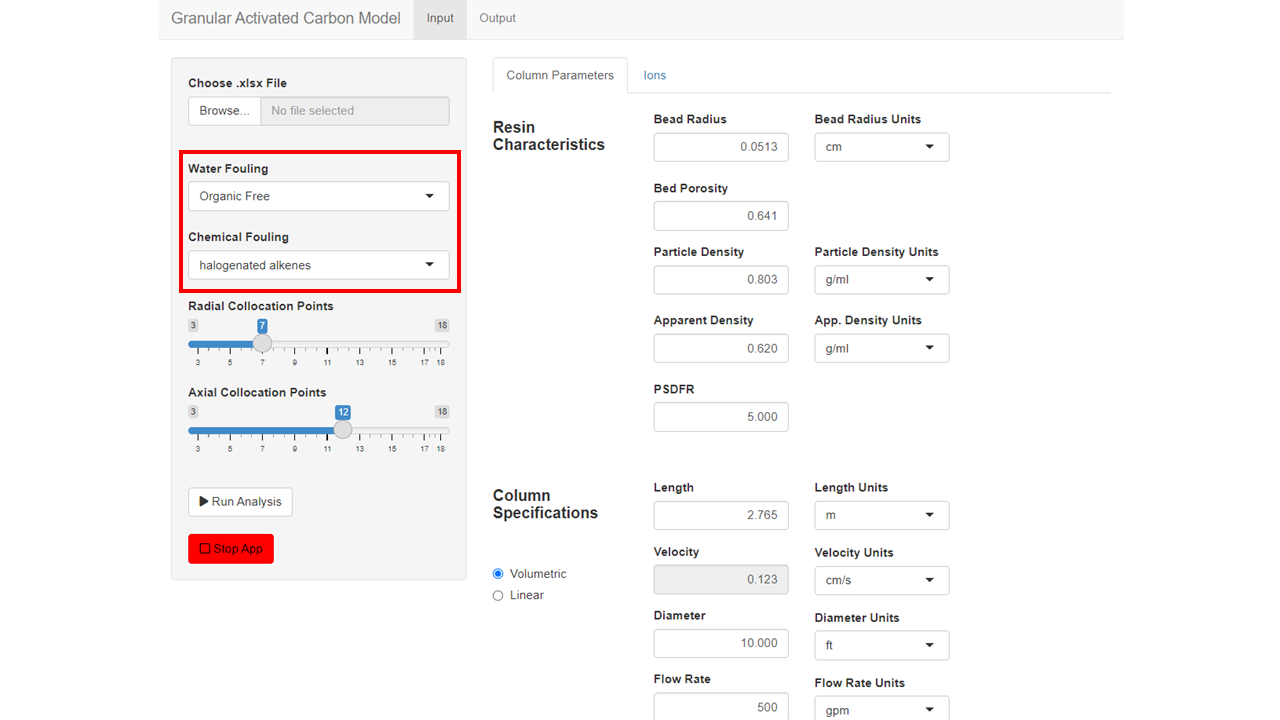 Granular Activated Carbon Model Input Output
Choose .xlsx File
Browse... No file selected
Water Fouling
Organic Free
Chemical Fouling
halogenated alkenes
Radial Collocation Points
3 7 18
3 5 7 9 11 13 15 17 18
Axial Collocation Points
3 12 18
3 5 7 9 11 13 15 17 18
Run Analysis
Stop App
Column Parameters Ions
Resin
Characteristics
Bead Radius Bead Radius Units
0.0513 cm
Bed Porosity
0.641
Particle Density Particle Density Units
0.803 g/ml
Apparent Density App. Density Units
0.620 g/ml
PSDFR
5.000
Column
Specifications
Volumetric
Linear
Length Length Units
2.765 m
Velocity Velocity Units
0.123 cm/s
Diameter Diameter Units
10.000 ft
Flow Rate Flow Rate Units
500 gpm